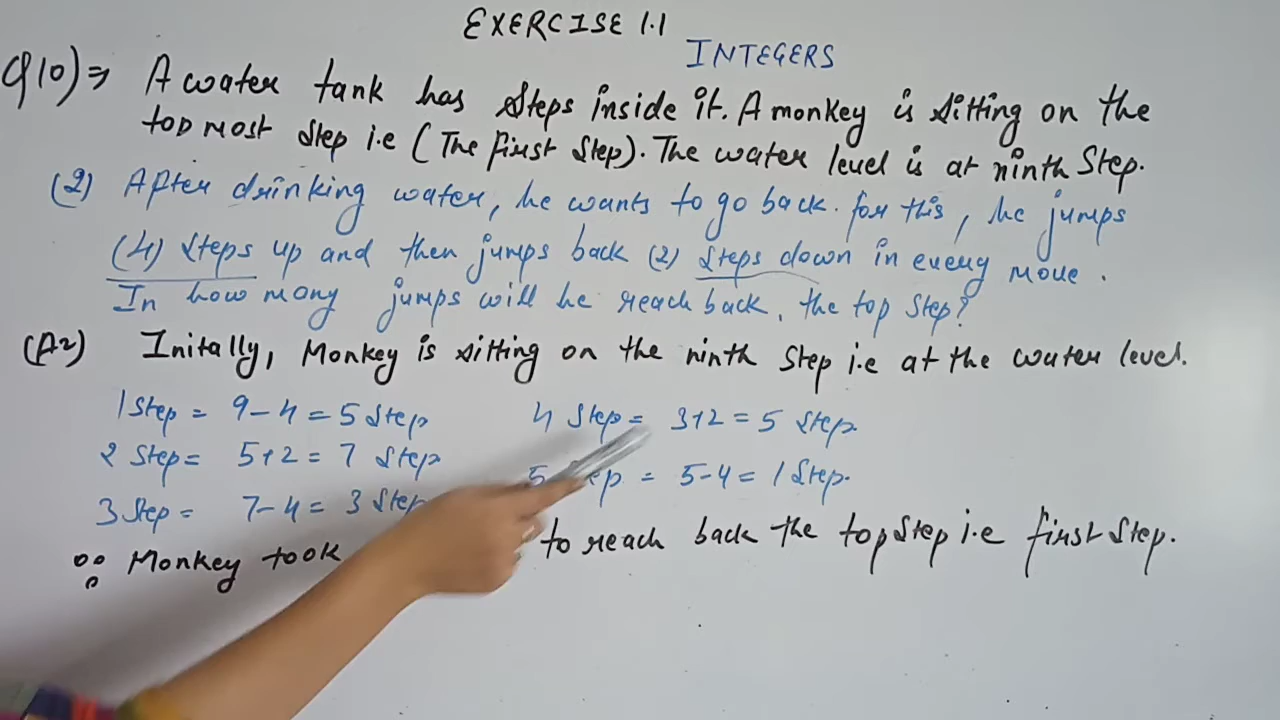 EXERCISE 1.1
INTEGERS
Q10) ⇒ A water tank has steps inside it. A monkey is sitting on the
top most step i.e (The first step). The water level is at ninth step.
(2) After drinking water, he wants to go back. for this, he jumps
(4) steps up and then jumps back (2) steps down in every move.
In how many jumps will he reach back, the top step?
(A2) Initally, Monkey is sitting on the ninth step i.e at the water level.
1 Step = 9-4 = 5 step
2 Step = 5+2 = 7 step
3 Step = 7-4 = 3 step
4 step = 3+2 = 5 step
5 = 5-4 = 1 step.
∴ Monkey took to reach back the top step i.e first step.